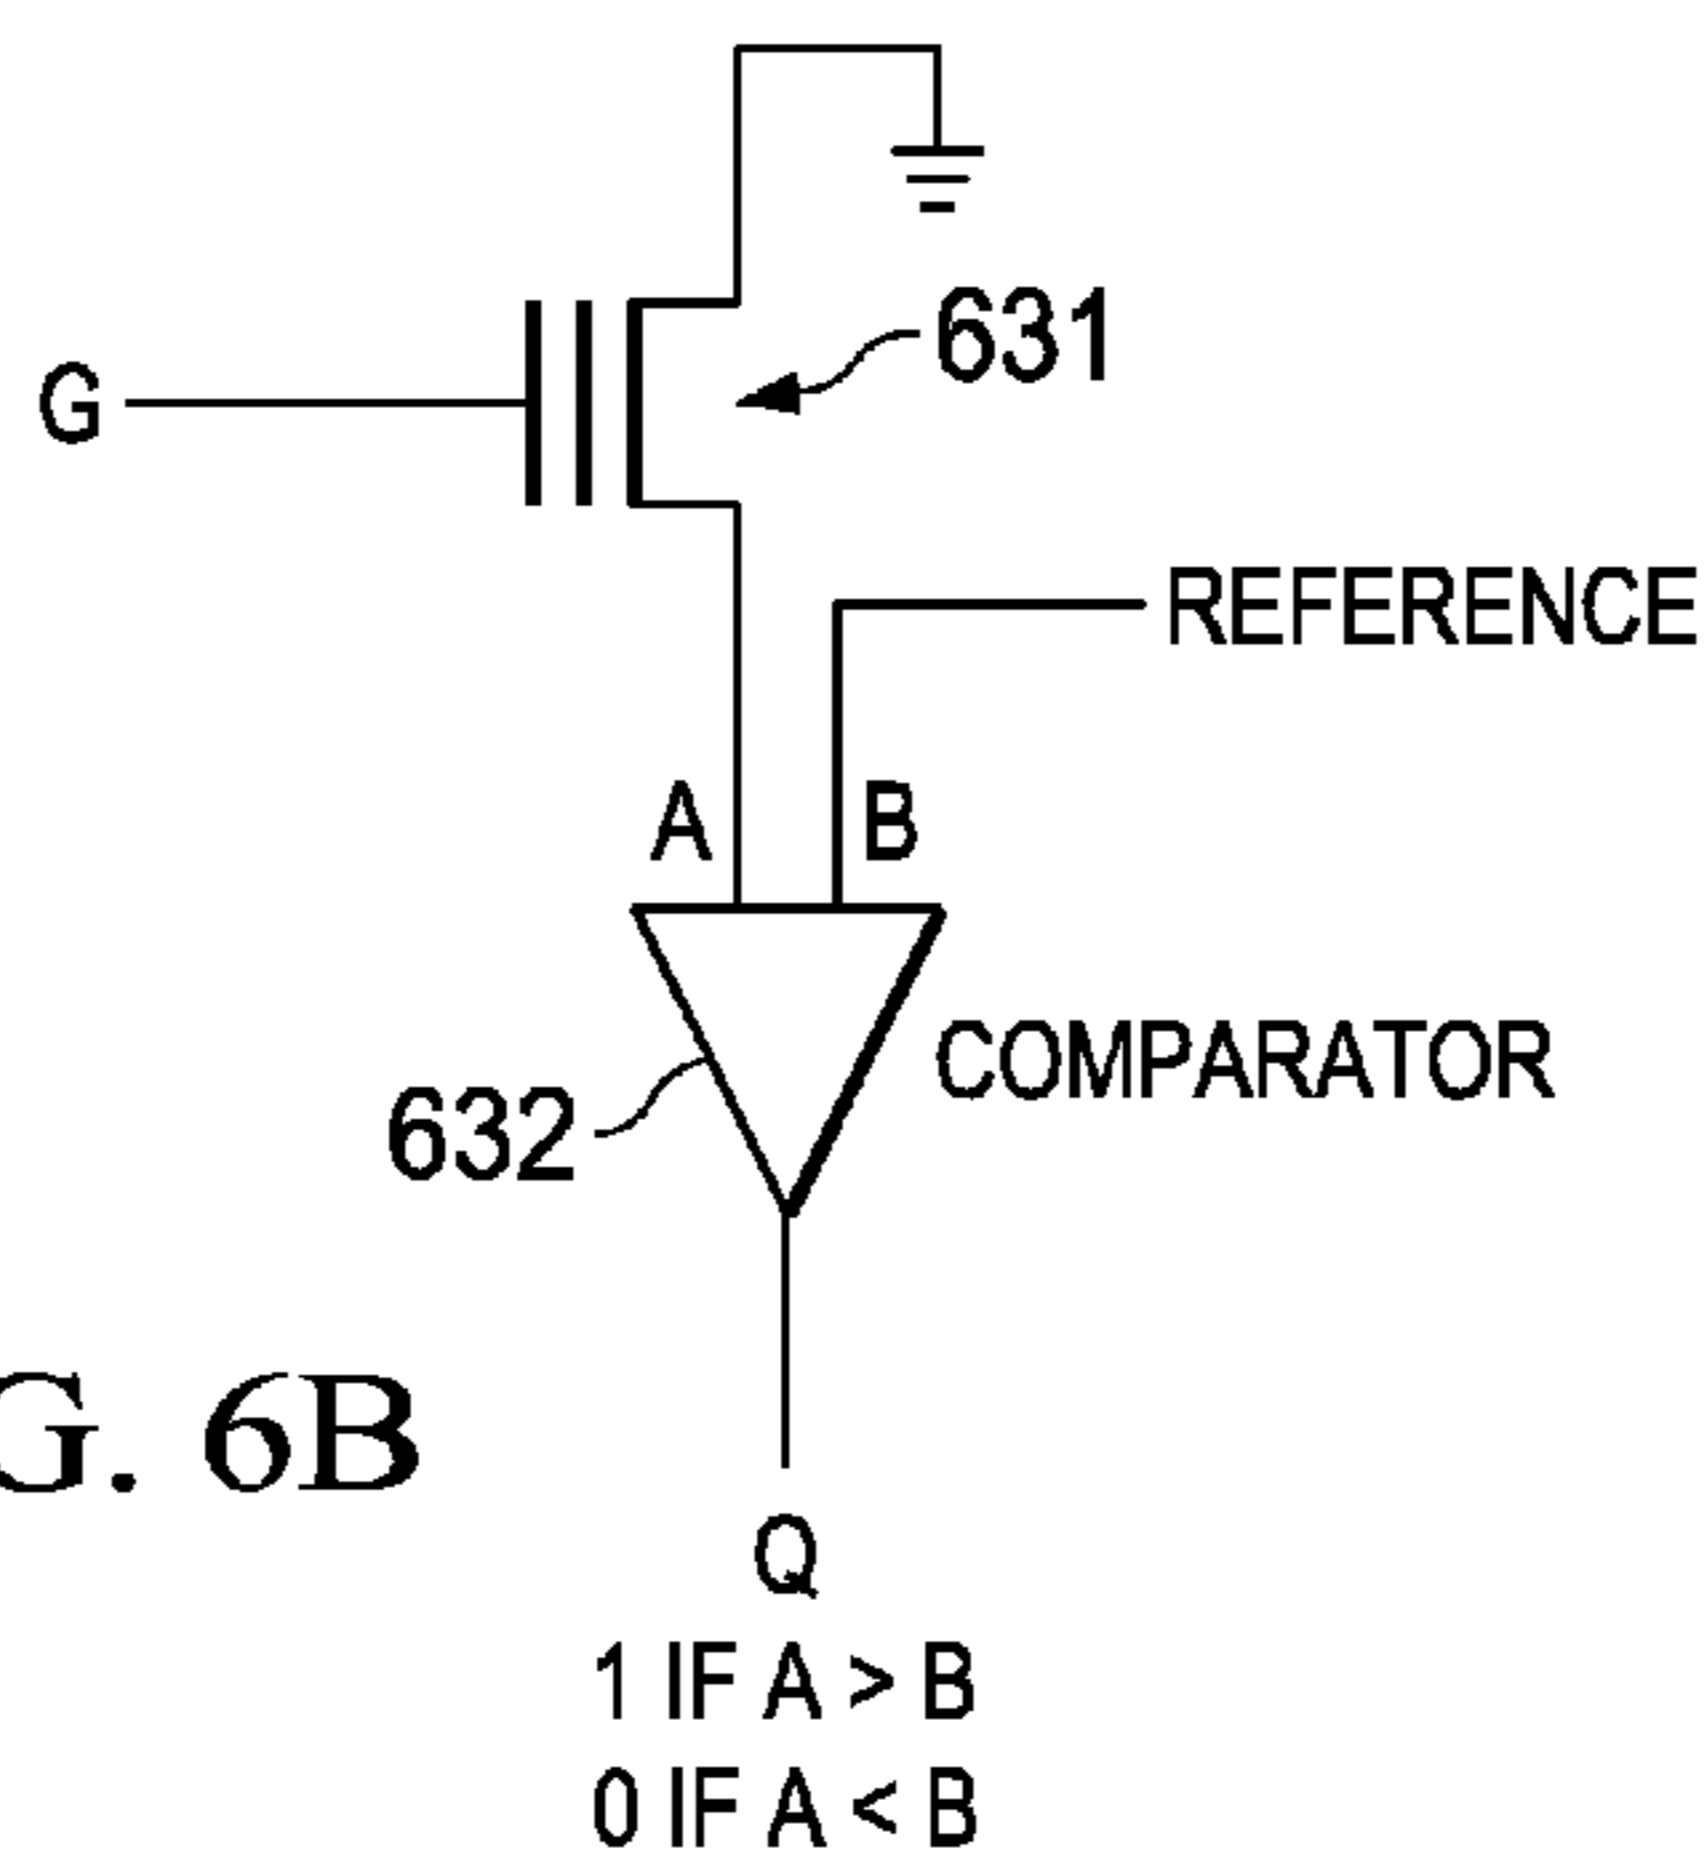 631
G
REFERENCE
A
B
COMPARATOR
632
G. 6B
Q
1 IF A > B
0 IF A < B